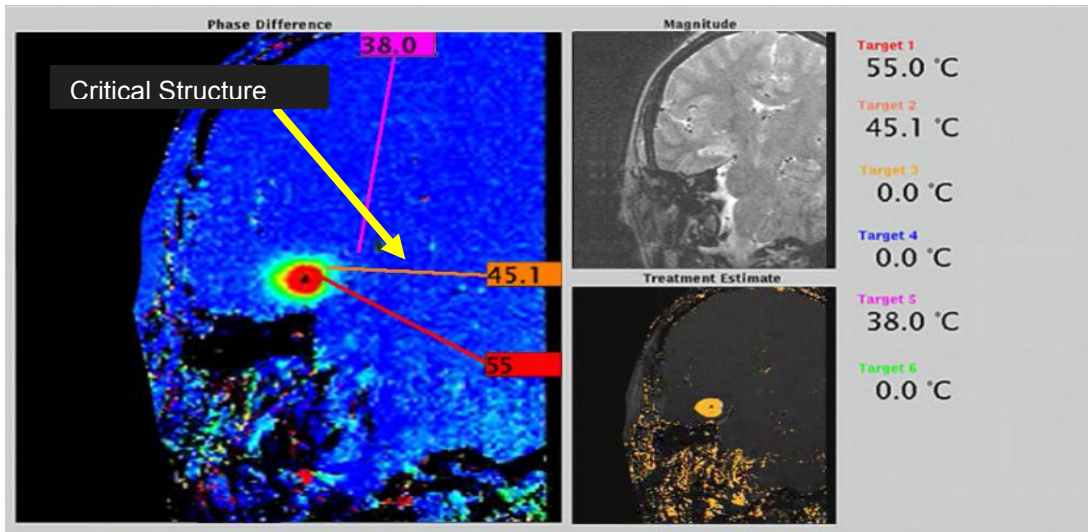 Phase Difference
38.0
Critical Structure
45.1
55
Magnitude
Treatment Estimate
Target 1
55.0 °C
Target 2
45.1 °C
Target 3
0.0 °C
Target 4
0.0 °C
Target 5
38.0 °C
Target 6
0.0 °C